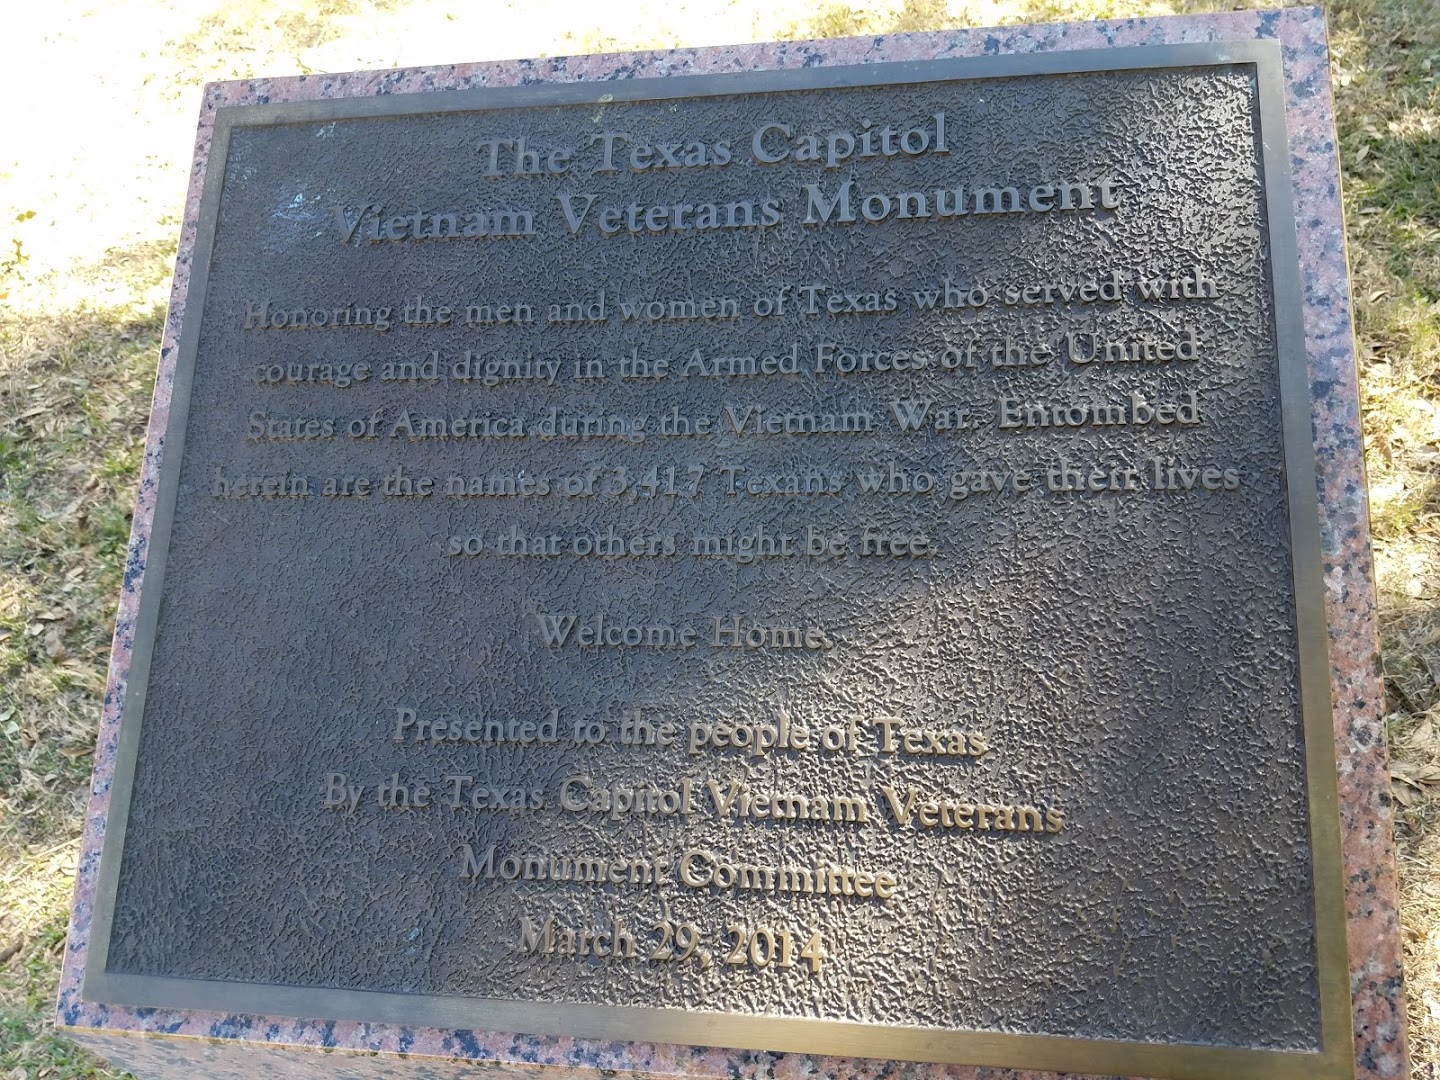 The Texas Capitol
Vietnam Veterans Monument
Honoring the men and women of Texas who served with
courage and dignity in the Armed Forces of the United
States of America during the Vietnam War. Entombed
herein are the names of 3,417 Texans who gave their lives
so that others might be free.
Welcome Home.
Presented to the people of Texas
By the Texas Capitol Vietnam Veterans
Monument Committee
March 29, 2014